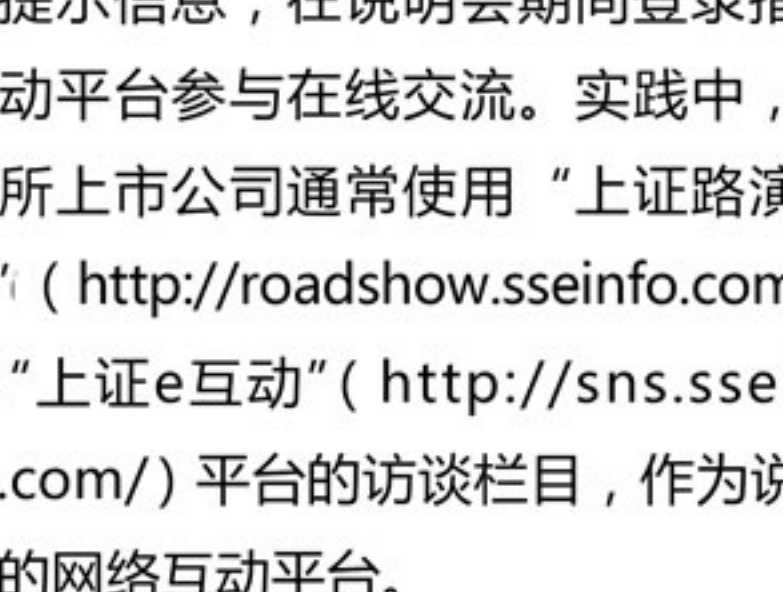 提示信息，在说明会期间登录指
动平台参与在线交流。实践中，
所上市公司通常使用“上证路演
”（http://roadshow.sseinfo.com
“上证e互动”（http://sns.sse
.com/）平台的访谈栏目，作为说
的网络互动平台。